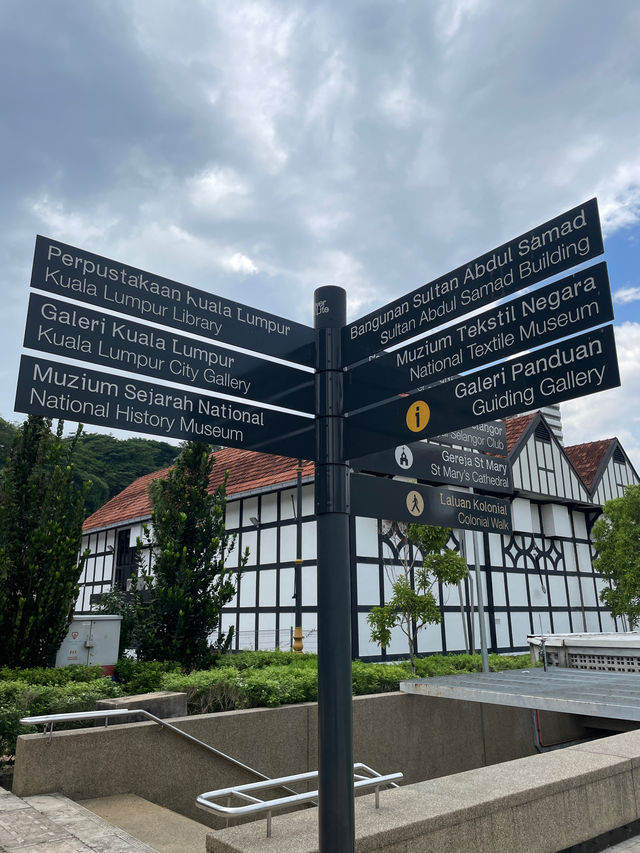 Perpustakaan Kuala Lumpur
Kuala Lumpur Library
Galeri Kuala Lumpur
Kuala Lumpur City Gallery
Muzium Sejarah National
National History Museum
Bangunan Sultan Abdul Samad
Sultan Abdul Samad Building
Muzium Tekstil Negara
National Textile Museum
Galeri Panduan
Guiding Gallery
i
Selangor
Selangor Club
Gereja St Mary
St Mary's Cathedral
Laluan Kolonial
Colonial Walk